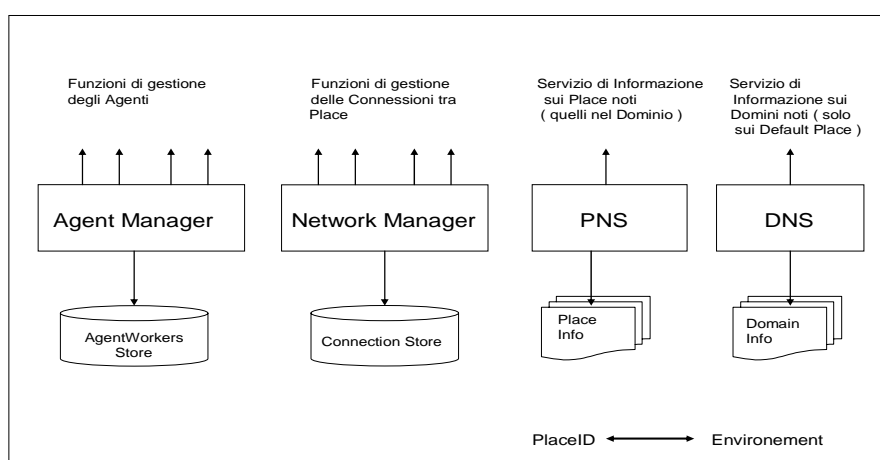 Funzioni di gestione
degli Agenti
Funzioni di gestione
delle Connessioni tra
Place
Servizio di Informazione
sui Place noti
( quelli nel Dominio )
Servizio di
Informazione sui
Domini noti ( solo
sui Default Place )
Agent Manager
Network Manager
PNS
DNS
AgentWorkers
Store
Connection Store
Place
Info
Domain
Info
PlaceID
Environement